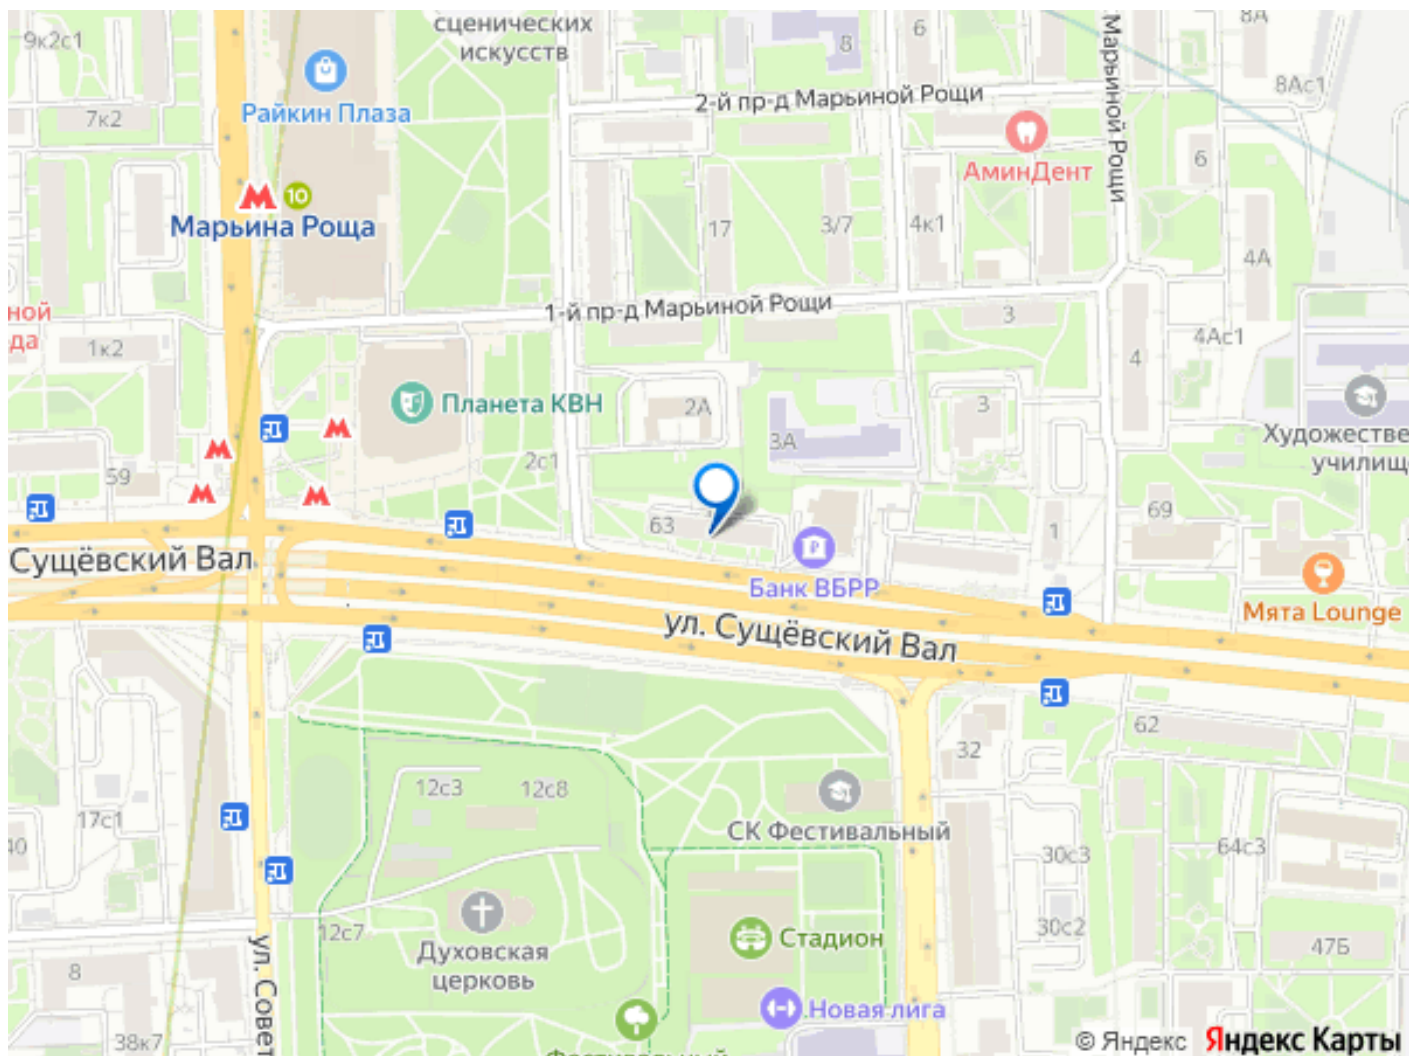 сценических
искусств
8А
9к2с1
6
8
Марьиной Рощи
8Ас1
Райкин Плаза
2-й пр-д Марьиной Рощи
7к2
АминДент
6
10
Марьина Роща
17
3/7
4к1
4А
1-й пр-д Марьиной Рощи
3
ной
да
1к2
4Ас1
4
Планета КВН
2А
3
3А
Художестве
училищ
2с1
59
63
69
1
Сущёвский Вал
Банк ВБРР
Мята Lounge
ул. Сущёвский Вал
62
32
12с3
12с8
17с1
СК Фестивальный
40
30с3
64с3
12с7
Духовская
церковь
Стадион
30с2
47Б
8
ул. Совет
Новая лига
38к7
Фестивальный
© Яндекс Яндекс Карты